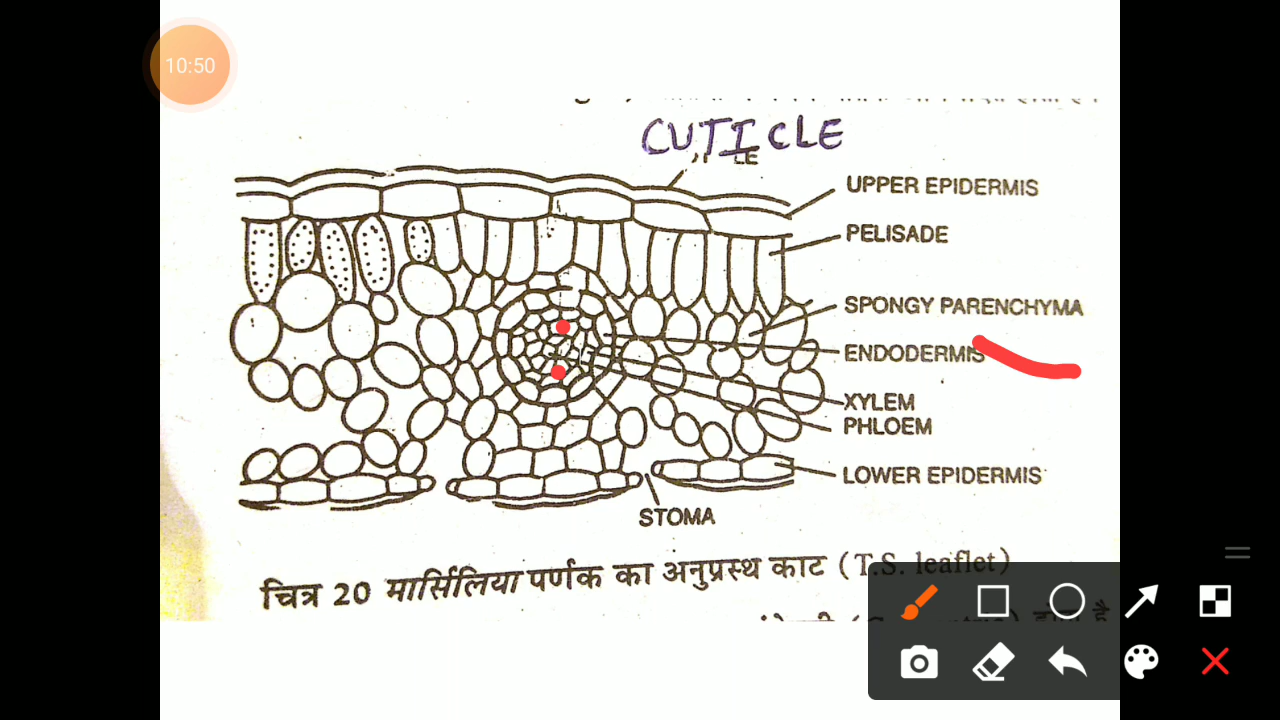 10:50
CUTICLE
LE
UPPER EPIDERMIS
PELISADE
SPONGY PARENCHYMA
ENDODERMIS
XYLEM
PHLOEM
LOWER EPIDERMIS
STOMA
चित्र 20 मार्सिलिया पर्णक का अनुप्रस्थ काट (T.S. leaflet)